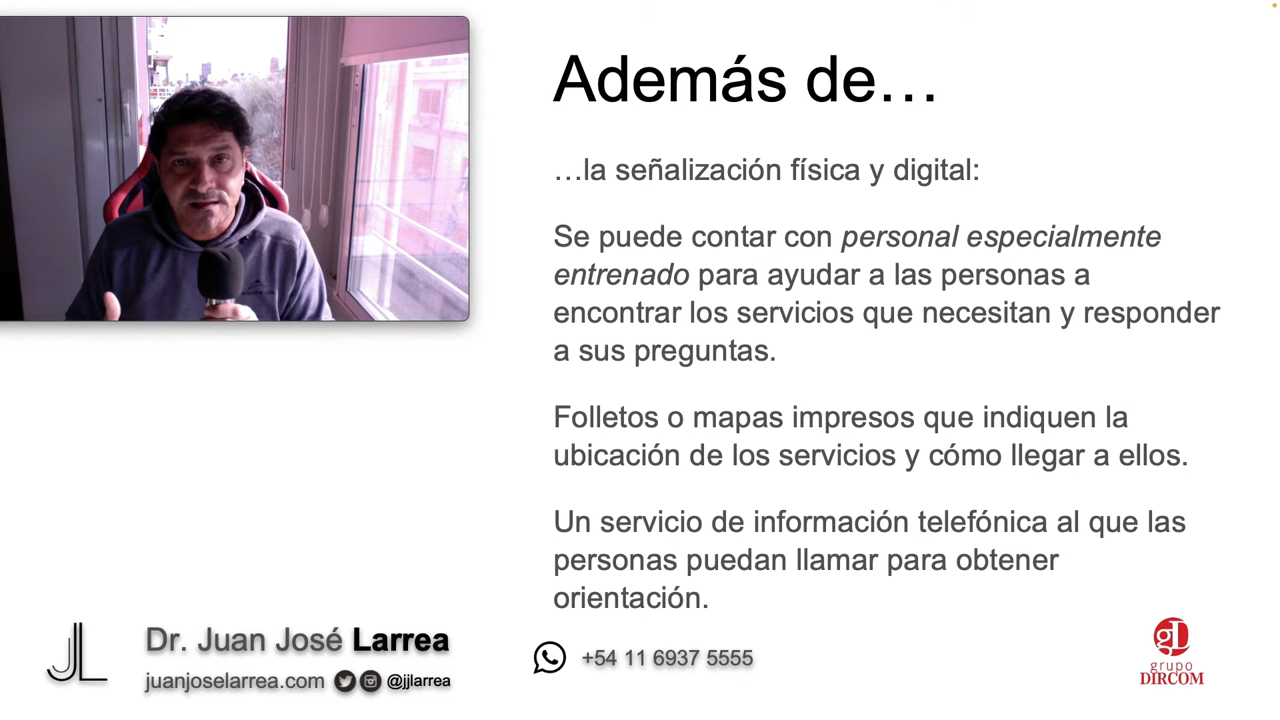 Además de…
…la señalización física y digital:
Se puede contar con personal especialmente
entrenado para ayudar a las personas a
encontrar los servicios que necesitan y responder
a sus preguntas.
Folletos o mapas impresos que indiquen la
ubicación de los servicios y cómo llegar a ellos.
Un servicio de información telefónica al que las
personas puedan llamar para obtener
orientación.
JL
Dr. Juan José Larrea
juanjoselarrea.com @jjlarrea
+54 11 6937 5555
gD
grupo
DIRCOM